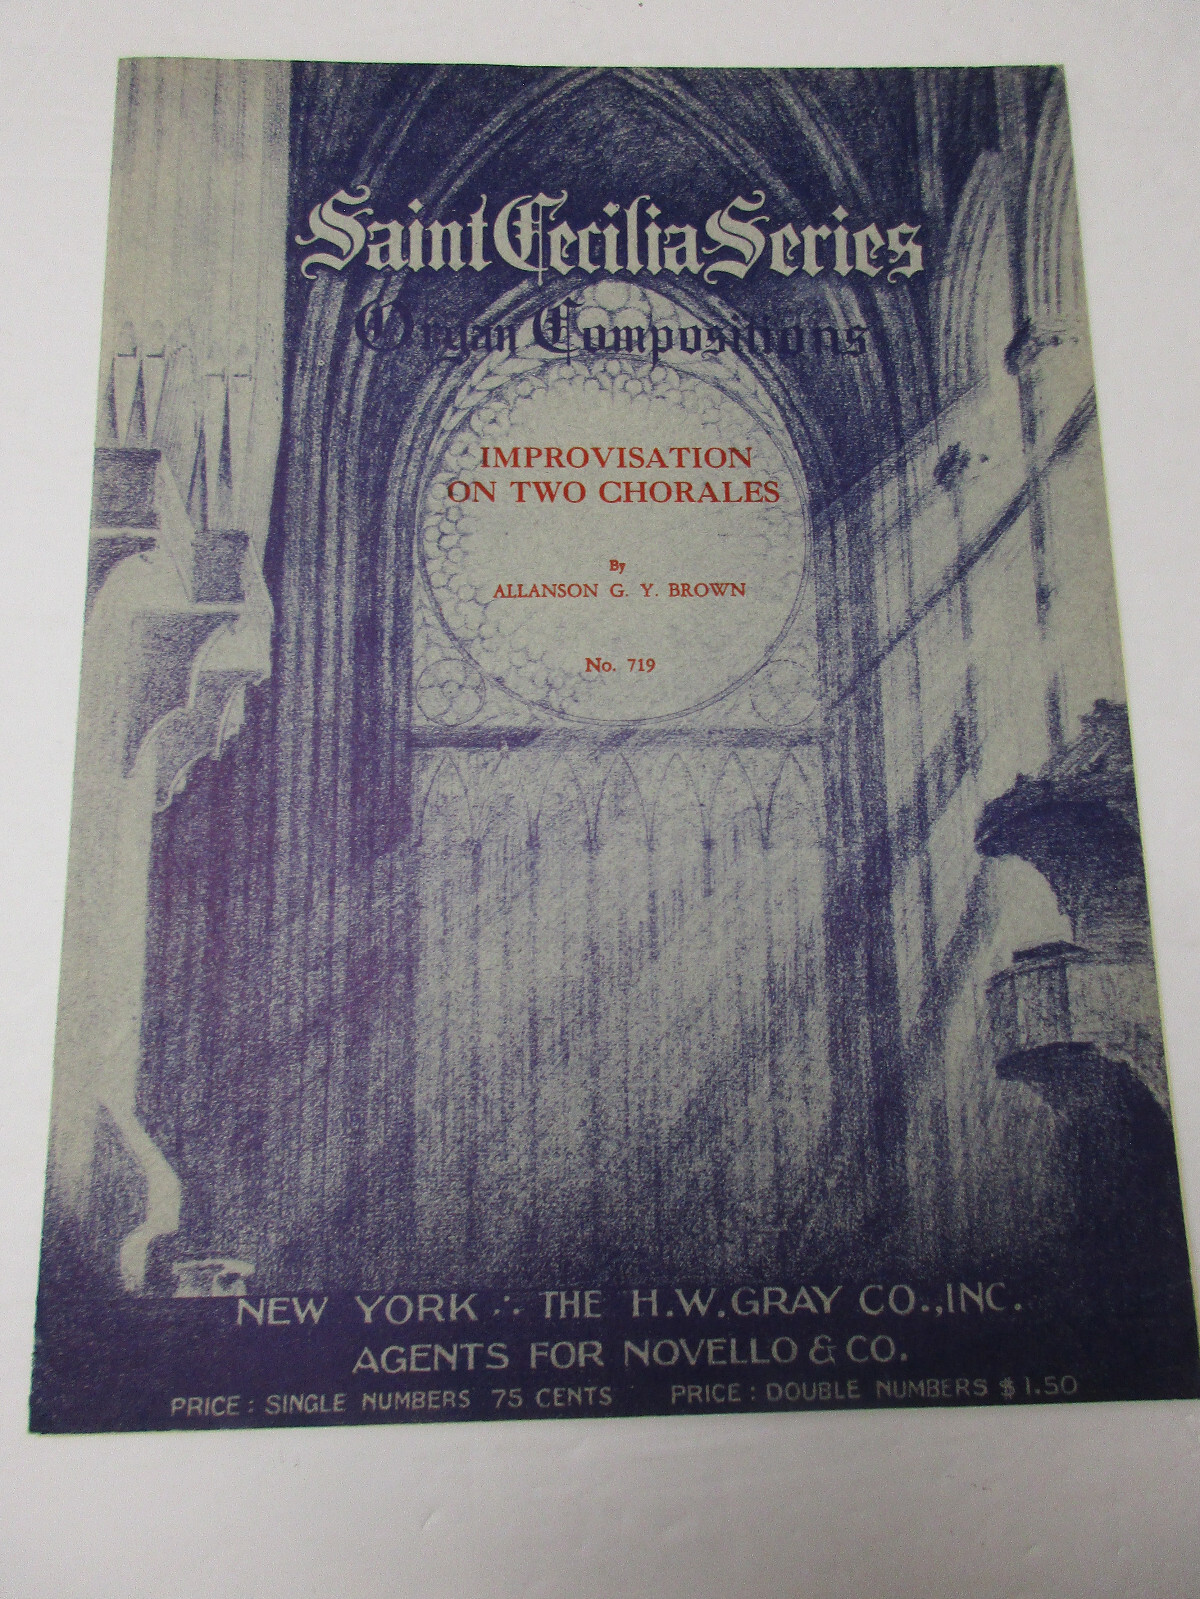 Saint Cecilia Series
Organ Compositions
IMPROVISATION
ON TWO CHORALES
By
ALLANSON G. Y. BROWN
No. 719
NEW YORK ∴ THE H.W. GRAY CO., INC.
AGENTS FOR NOVELLO & CO.
PRICE : SINGLE NUMBERS 75 CENTS PRICE : DOUBLE NUMBERS $1.50